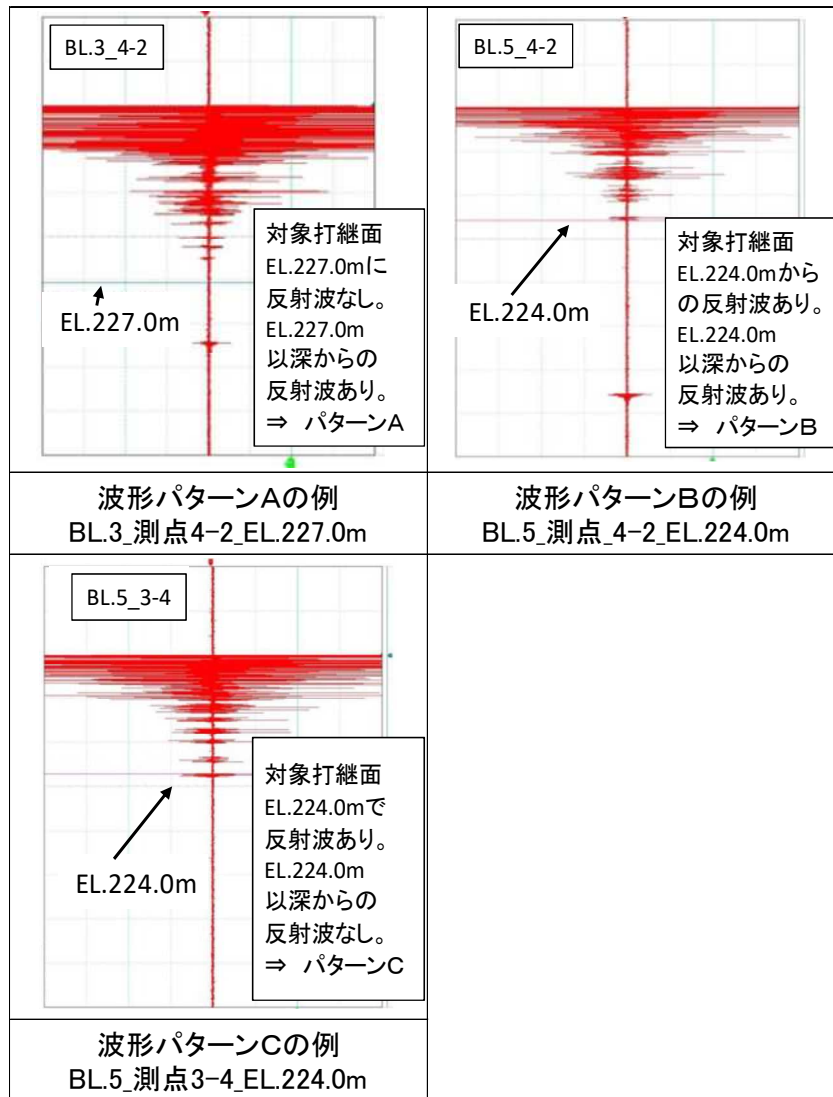 BL.3_4-2
対象打継面
EL.227.0mに
反射波なし。
EL.227.0m
以深からの
反射波あり。
⇒ パターンA
EL.227.0m
波形パターンAの例
BL.3_測点4-2_EL.227.0m
BL.5_4-2
対象打継面
EL.224.0mから
の反射波あり。
EL.224.0m
以深からの
反射波あり。
⇒ パターンB
EL.224.0m
波形パターンBの例
BL.5_測点_4-2_EL.224.0m
BL.5_3-4
対象打継面
EL.224.0mで
反射波あり。
EL.224.0m
以深からの
反射波なし。
⇒ パターンC
EL.224.0m
波形パターンCの例
BL.5_測点3-4_EL.224.0m